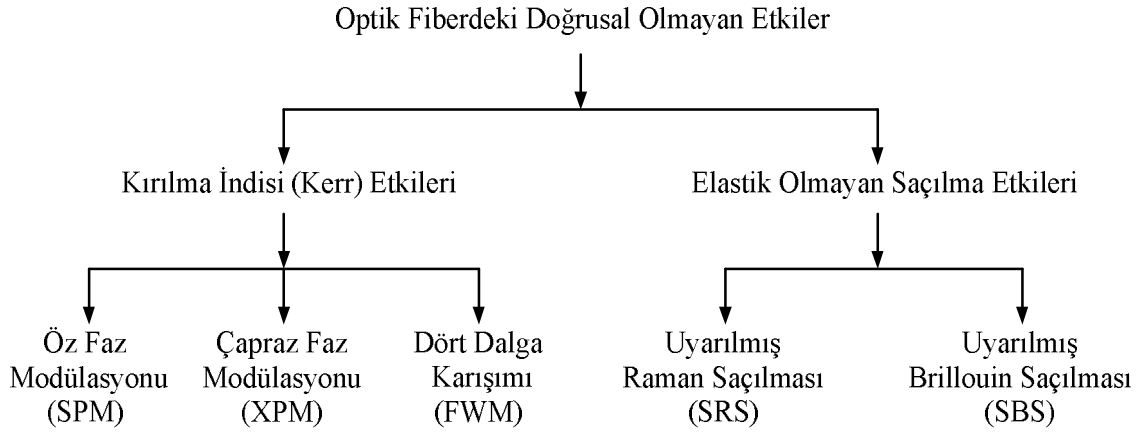 Optik Fiberdeki Doğrusal Olmayan Etkiler
Kırılma İndisi (Kerr) Etkileri
Elastik Olmayan Saçılma Etkileri
Öz Faz
Modülasyonu
(SPM)
Çapraz Faz
Modülasyonu
(XPM)
Dört Dalga
Karışımı
(FWM)
Uyarılmış
Raman Saçılması
(SRS)
Uyarılmış
Brillouin Saçılması
(SBS)